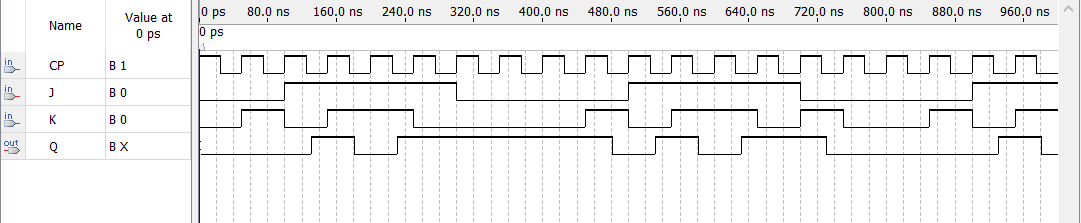 Name
Value at
0 ps
0 ps 80.0 ns 160.0 ns 240.0 ns 320.0 ns 400.0 ns 480.0 ns 560.0 ns 640.0 ns 720.0 ns 800.0 ns 880.0 ns 960.0 ns
0 ps
in CP B 1
in J B 0
in K B 0
out Q B X